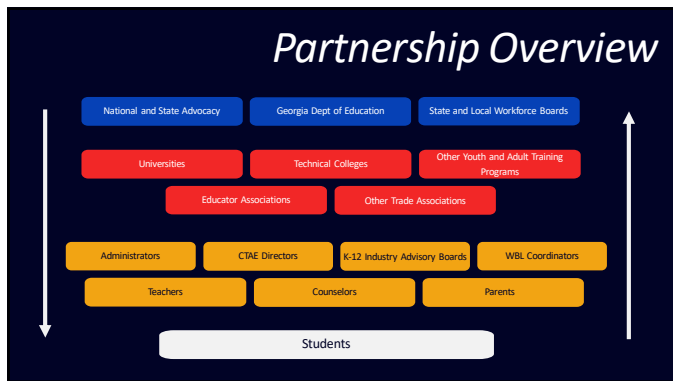 Partnership Overview
National and State Advocacy
Georgia Dept of Education
State and Local Workforce Boards
Universities
Technical Colleges
Other Youth and Adult Training
Programs
Educator Associations
Other Trade Associations
Administrators
CTAE Directors
K-12 Industry Advisory Boards
WBL Coordinators
Teachers
Counselors
Parents
Students